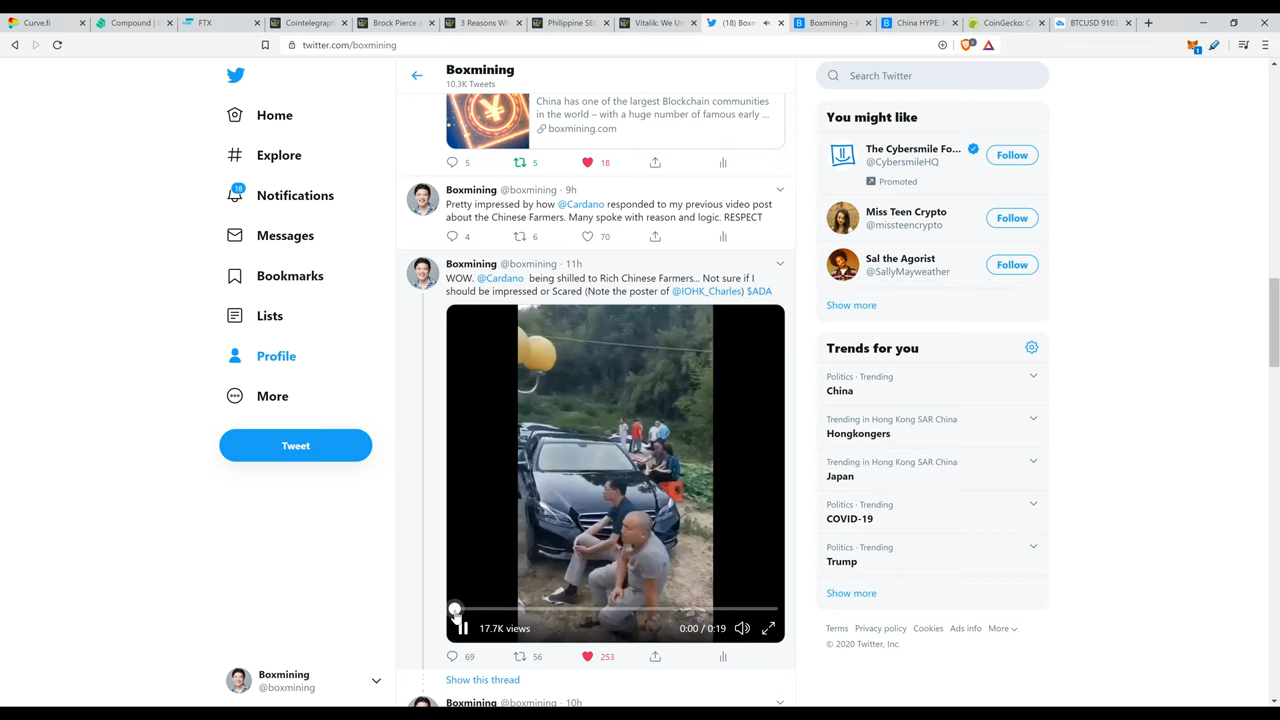 Curve.fi
Compound |
FTX
Cointelegraph
Brock Pierce
3 Reasons Wh
Philippine SEC
Vitalik: We Un
(18) Boxm
Boxmining -
China HYPE:
CoinGecko: C
BTCUSD 910
twitter.com/boxmining
5
1
Boxmining
10.3K Tweets
Search Twitter
China has one of the largest Blockchain communities
in the world – with a huge number of famous early ...
boxmining.com
5 5 18
Boxmining @boxmining · 9h
Pretty impressed by how @Cardano responded to my previous video post
about the Chinese Farmers. Many spoke with reason and logic. RESPECT
4 6 70
Boxmining @boxmining · 11h
WOW. @Cardano being shilled to Rich Chinese Farmers... Not sure if I
should be impressed or Scared (Note the poster of @IOHK_Charles) $ADA
17.7K views
0:00 / 0:19
69 56 253
Show this thread
Boxmining @boxmining · 10h
Home
Explore
18
Notifications
Messages
Bookmarks
Lists
Profile
More
Tweet
Boxmining
@boxmining
You might like
The Cybersmile Fo...
@CybersmileHQ
Follow
Promoted
Miss Teen Crypto
@missteencrypto
Follow
Sal the Agorist
@SallyMayweather
Follow
Show more
Trends for you
Politics · Trending
China
Trending in Hong Kong SAR China
Hongkongers
Trending in Hong Kong SAR China
Japan
COVID-19
Politics · Trending
Trump
Show more
Terms Privacy policy Cookies Ads info More
© 2020 Twitter, Inc.